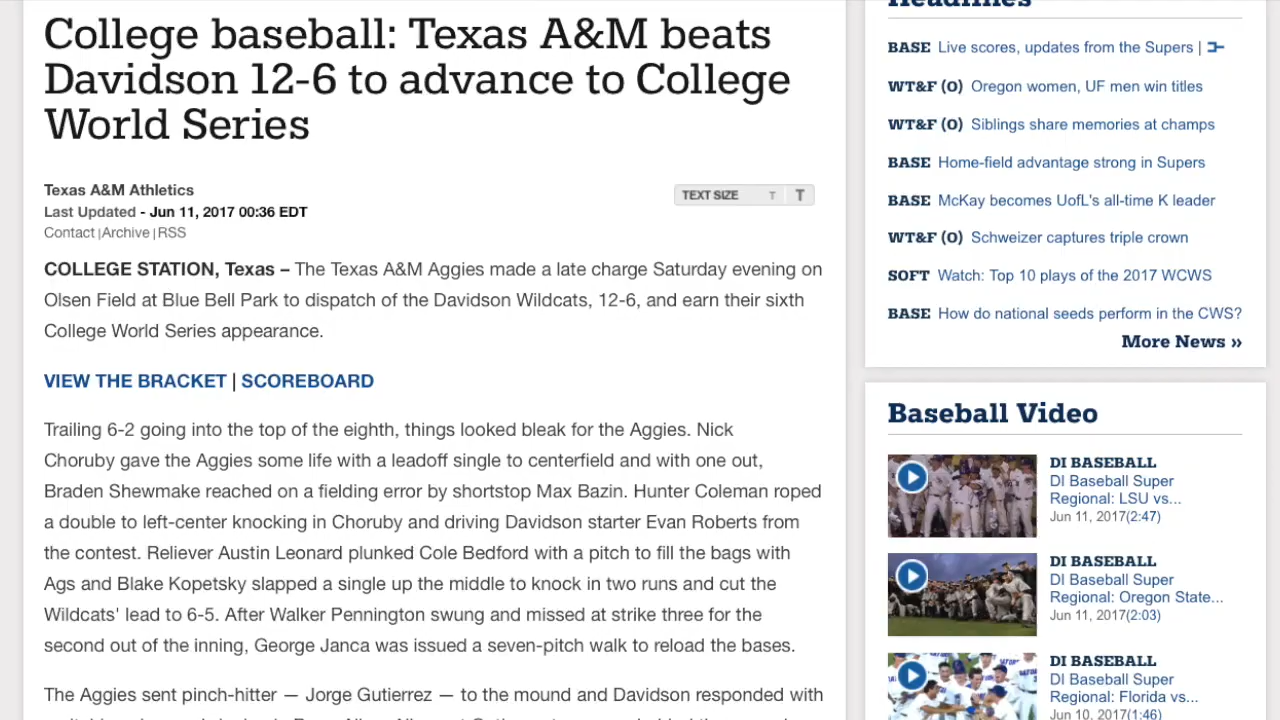 College baseball: Texas A&M beats
Davidson 12-6 to advance to College
World Series
Texas A&M Athletics
Last Updated - Jun 11, 2017 00:36 EDT
Contact |Archive |RSS
TEXT SIZE T T
COLLEGE STATION, Texas – The Texas A&M Aggies made a late charge Saturday evening on
Olsen Field at Blue Bell Park to dispatch of the Davidson Wildcats, 12-6, and earn their sixth
College World Series appearance.
VIEW THE BRACKET | SCOREBOARD
Trailing 6-2 going into the top of the eighth, things looked bleak for the Aggies. Nick
Choruby gave the Aggies some life with a leadoff single to centerfield and with one out,
Braden Shewmake reached on a fielding error by shortstop Max Bazin. Hunter Coleman roped
a double to left-center knocking in Choruby and driving Davidson starter Evan Roberts from
the contest. Reliever Austin Leonard plunked Cole Bedford with a pitch to fill the bags with
Ags and Blake Kopetsky slapped a single up the middle to knock in two runs and cut the
Wildcats' lead to 6-5. After Walker Pennington swung and missed at strike three for the
second out of the inning, George Janca was issued a seven-pitch walk to reload the bases.
The Aggies sent pinch-hitter — Jorge Gutierrez — to the mound and Davidson responded with
Headlines
BASE Live scores, updates from the Supers |
WT&F (O) Oregon women, UF men win titles
WT&F (O) Siblings share memories at champs
BASE Home-field advantage strong in Supers
BASE McKay becomes UofL's all-time K leader
WT&F (O) Schweizer captures triple crown
SOFT Watch: Top 10 plays of the 2017 WCWS
BASE How do national seeds perform in the CWS?
More News »
Baseball Video
DI BASEBALL
DI Baseball Super
Regional: LSU vs...
Jun 11, 2017(2:47)
DI BASEBALL
DI Baseball Super
Regional: Oregon State...
Jun 11, 2017(2:03)
DI BASEBALL
DI Baseball Super
Regional: Florida vs...
Jun 10, 2017(1:46)